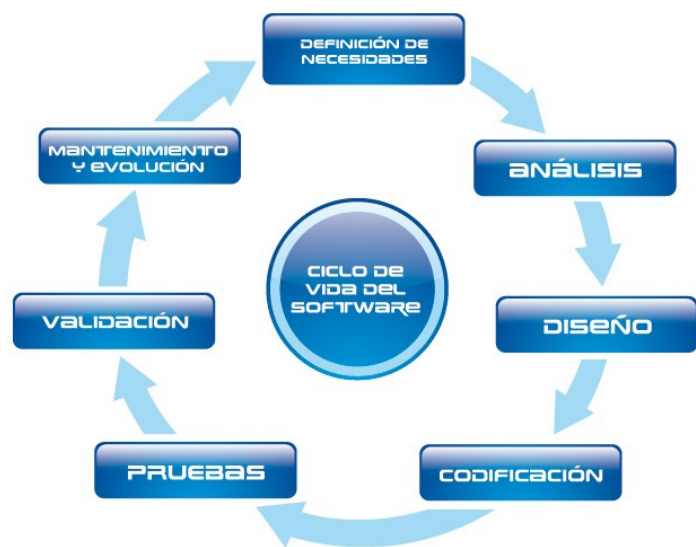 DEFINICIÓN DE
NECESIDADES
ANÁLISIS
DISEÑO
CODIFICACIÓN
PRUEBAS
VALIDACIÓN
MANTENIMIENTO
Y EVOLUCIÓN
CICLO DE
VIDA DEL
SOFTWARE